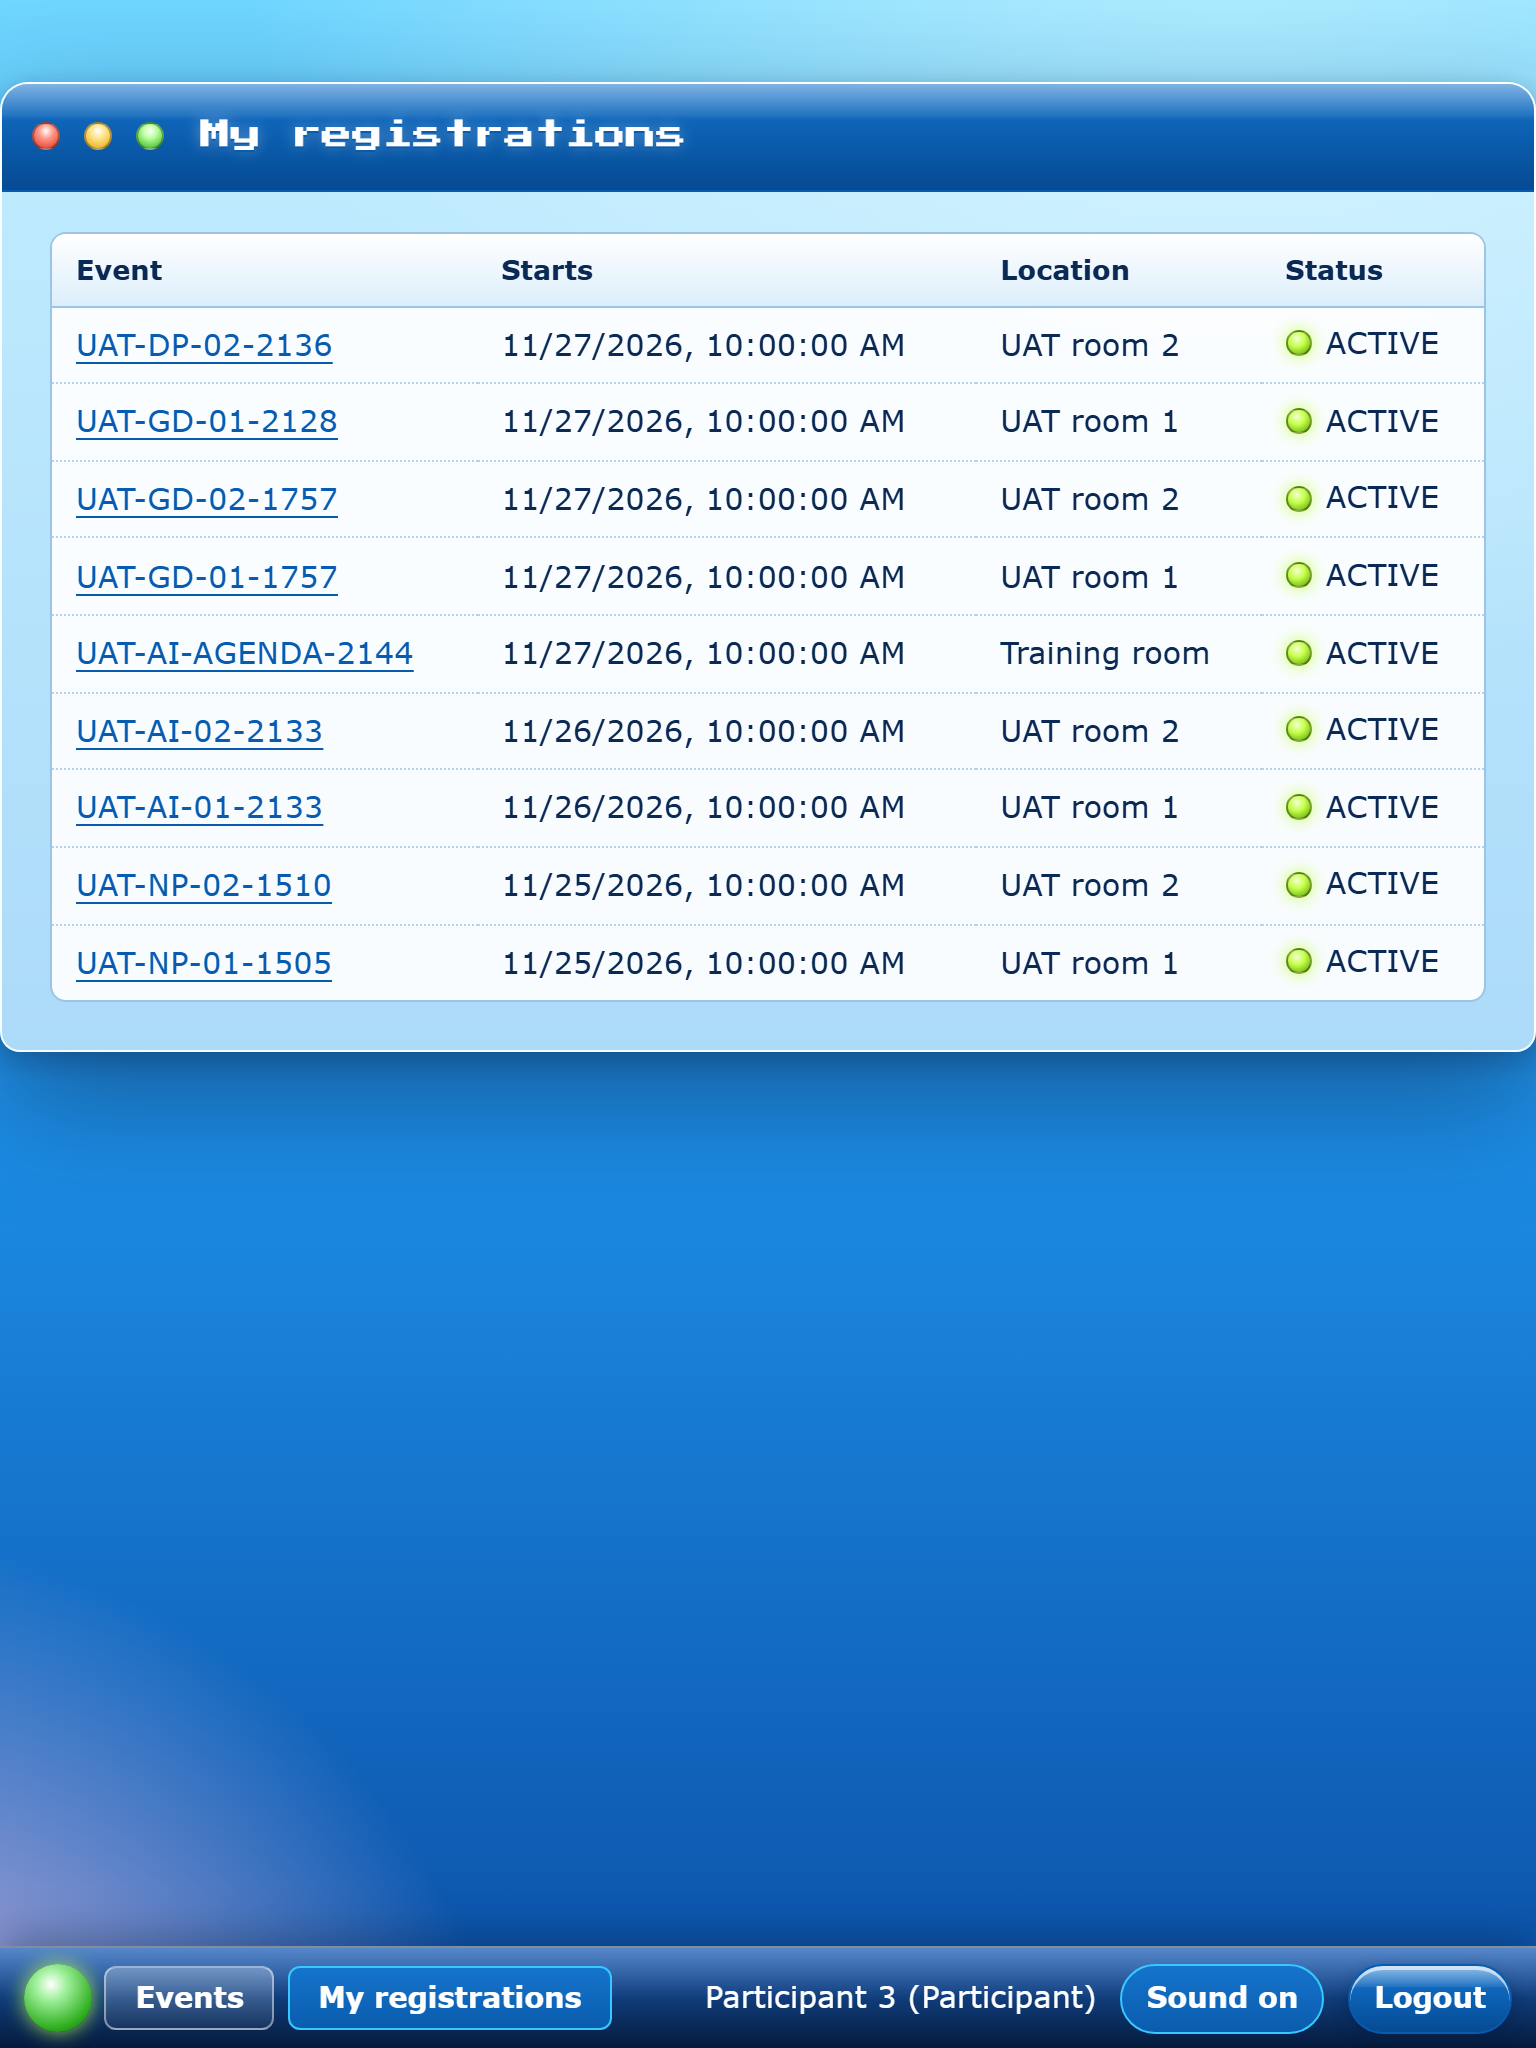 My registrations
Event Starts Location Status
UAT-DP-02-2136 11/27/2026, 10:00:00 AM UAT room 2 ACTIVE
UAT-GD-01-2128 11/27/2026, 10:00:00 AM UAT room 1 ACTIVE
UAT-GD-02-1757 11/27/2026, 10:00:00 AM UAT room 2 ACTIVE
UAT-GD-01-1757 11/27/2026, 10:00:00 AM UAT room 1 ACTIVE
UAT-AI-AGENDA-2144 11/27/2026, 10:00:00 AM Training room ACTIVE
UAT-AI-02-2133 11/26/2026, 10:00:00 AM UAT room 2 ACTIVE
UAT-AI-01-2133 11/26/2026, 10:00:00 AM UAT room 1 ACTIVE
UAT-NP-02-1510 11/25/2026, 10:00:00 AM UAT room 2 ACTIVE
UAT-NP-01-1505 11/25/2026, 10:00:00 AM UAT room 1 ACTIVE
Events My registrations Participant 3 (Participant) Sound on Logout